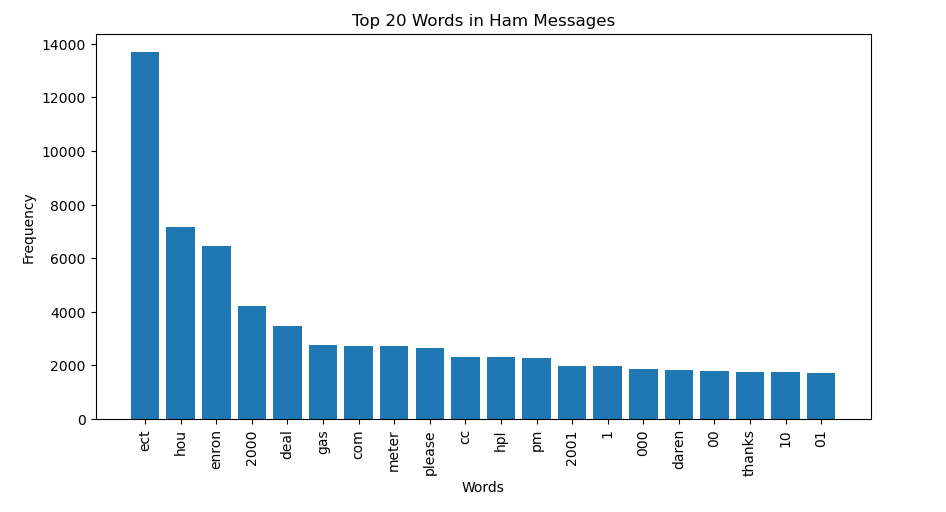 Top 20 Words in Ham Messages
Frequency
14000
12000
10000
8000
6000
4000
2000
0
ect
hou
enron
2000
deal
gas
com
meter
please
cc
hpl
pm
2001
1
000
daren
00
thanks
10
01
Words